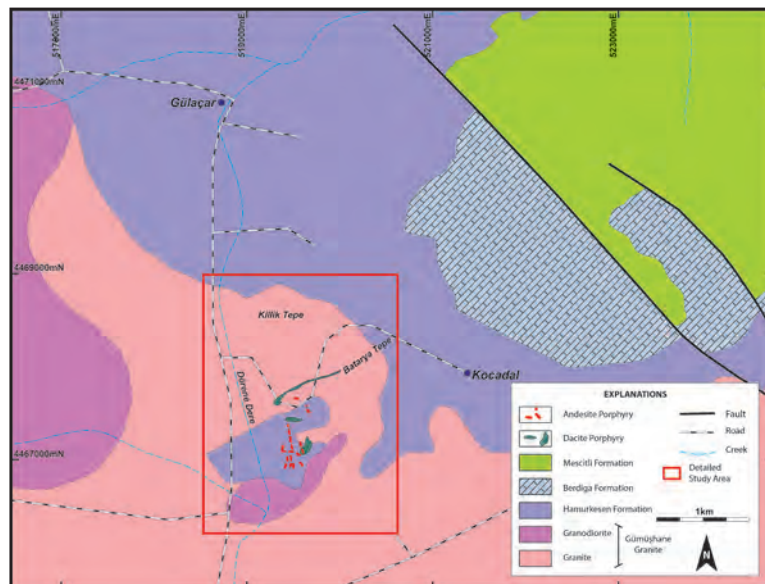 517000mE
519000mE
521000mE
523000mE
4471000mN
Gülaçar
4469000mN
Killik Tepe
Batarya Tepe
Dürene Dere
Kocadal
4467000mN
EXPLANATIONS
Andesite Porphyry
Dacite Porphyry
Mescitli Formation
Berdiga Formation
Hamurkesen Formation
Granodiorite
Granite
Gümüşhane
Granite
Fault
Road
Creek
Detailed
Study Area
1km
N